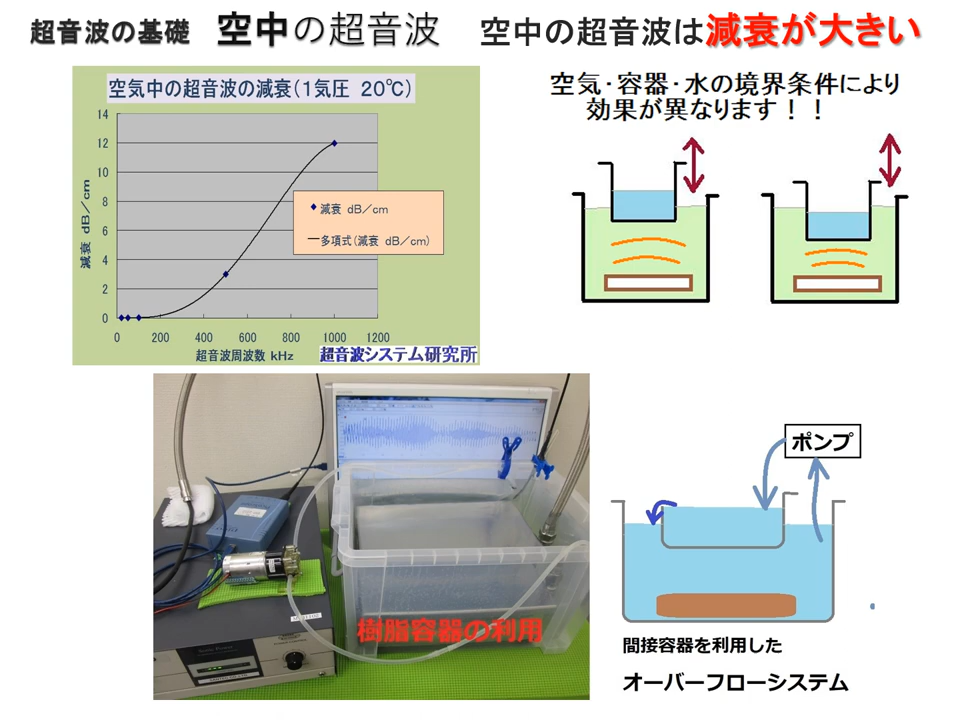 超音波の基礎 空中の超音波 空中の超音波は減衰が大きい
空気中の超音波の減衰(1気圧 20℃)
14
12
10
8
6
4
2
0
減衰 dB/cm
0 200 400 600 800 1000 1200
超音波周波数 kHz
◆ 減衰 dB/cm
― 多項式(減衰 dB/cm)
超音波システム研究所
空気・容器・水の境界条件により
効果が異なります!!
樹脂容器の利用
ポンプ
間接容器を利用した
オーバーフローシステム